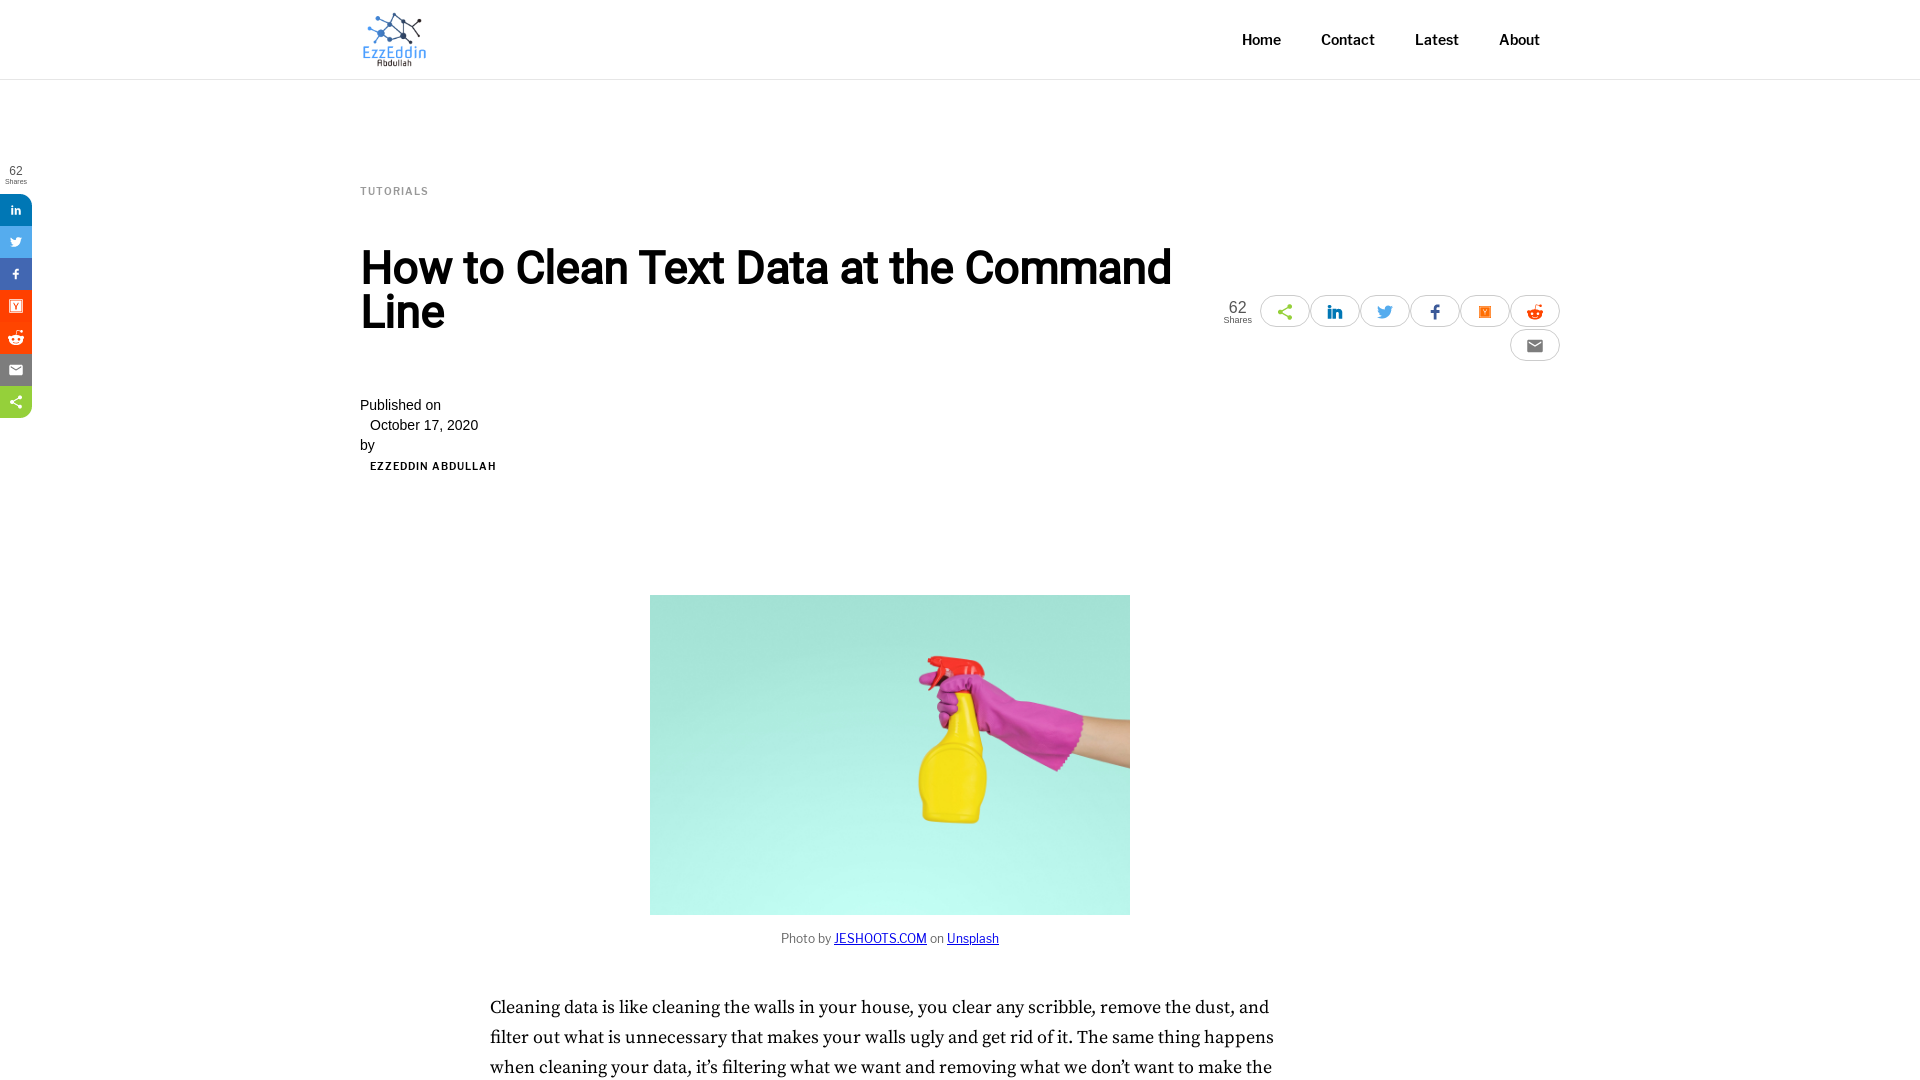 EzzEddin
Abdullah
Home
Contact
Latest
About
62
Shares
TUTORIALS
How to Clean Text Data at the Command
Line
62
Shares
Published on
October 17, 2020
by
EZZEDDIN ABDULLAH
Photo by JESHOOTS.COM on Unsplash
Cleaning data is like cleaning the walls in your house, you clear any scribble, remove the dust, and
filter out what is unnecessary that makes your walls ugly and get rid of it. The same thing happens
when cleaning your data, it’s filtering what we want and removing what we don’t want to make the